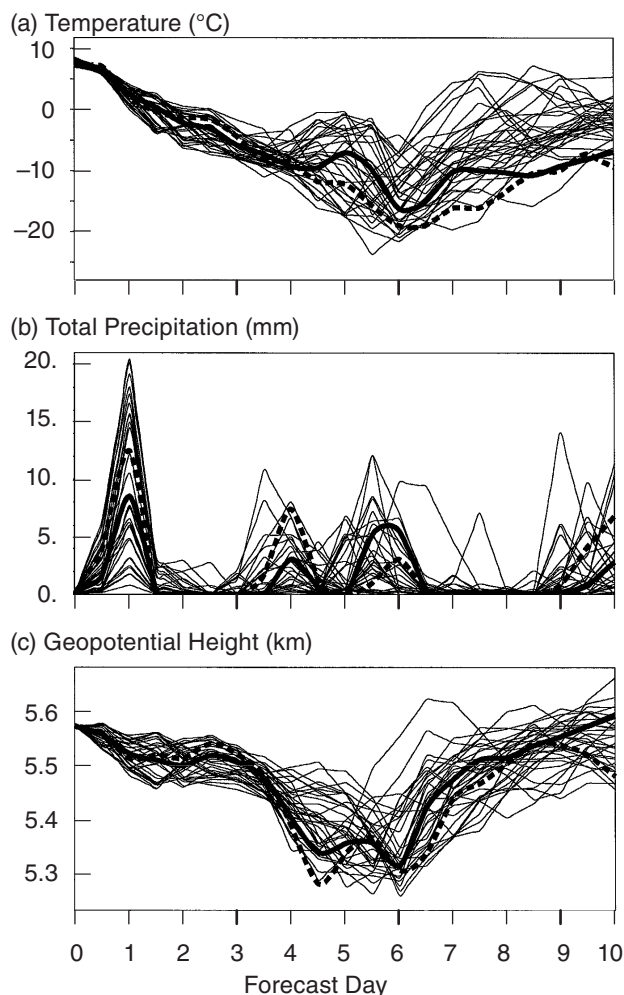 (a) Temperature (°C)
10
0
–10
–20
(b) Total Precipitation (mm)
20.
15.
10.
5.
0.
(c) Geopotential Height (km)
5.6
5.5
5.4
5.3
0 1 2 3 4 5 6 7 8 9 10
Forecast Day